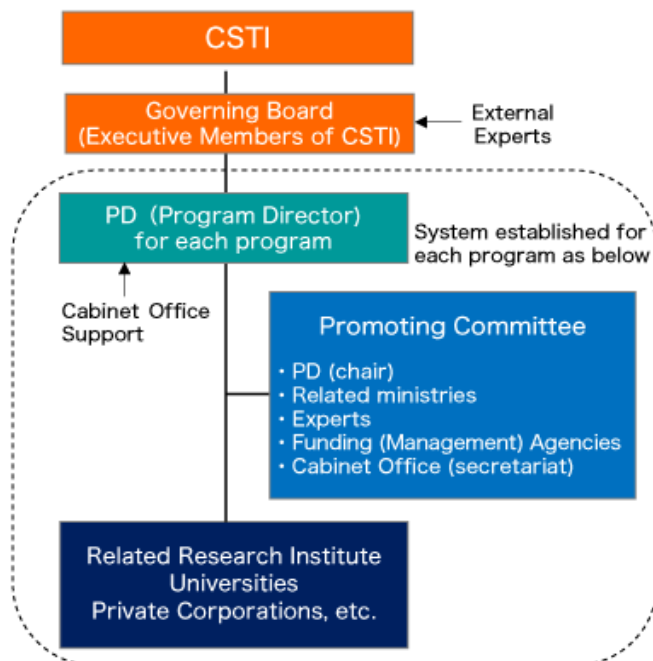 CSTI
Governing Board
(Executive Members of CSTI)
External
Experts
PD (Program Director)
for each program
System established for
each program as below
Cabinet Office
Support
Promoting Committee
・PD (chair)
・Related ministries
・Experts
・Funding (Management) Agencies
・Cabinet Office (secretariat)
Related Research Institute
Universities
Private Corporations, etc.